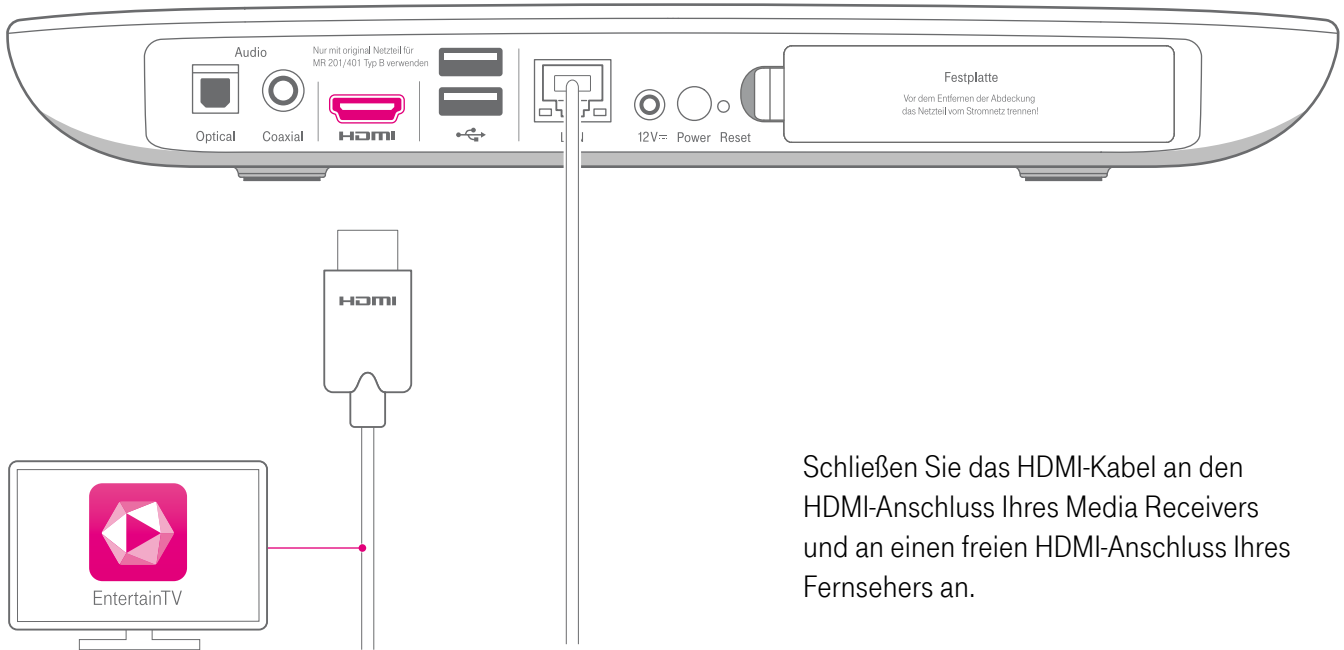 Audio
Nur mit original Netzteil für
MR 201/401 Typ B verwenden
Optical
Coaxial
HDMI
12V⎓
Power
Reset
Festplatte
Vor dem Entfernen der Abdeckung
das Netzteil vom Stromnetz trennen!
HDMI
EntertainTV
Schließen Sie das HDMI-Kabel an den
HDMI-Anschluss Ihres Media Receivers
und an einen freien HDMI-Anschluss Ihres
Fernsehers an.